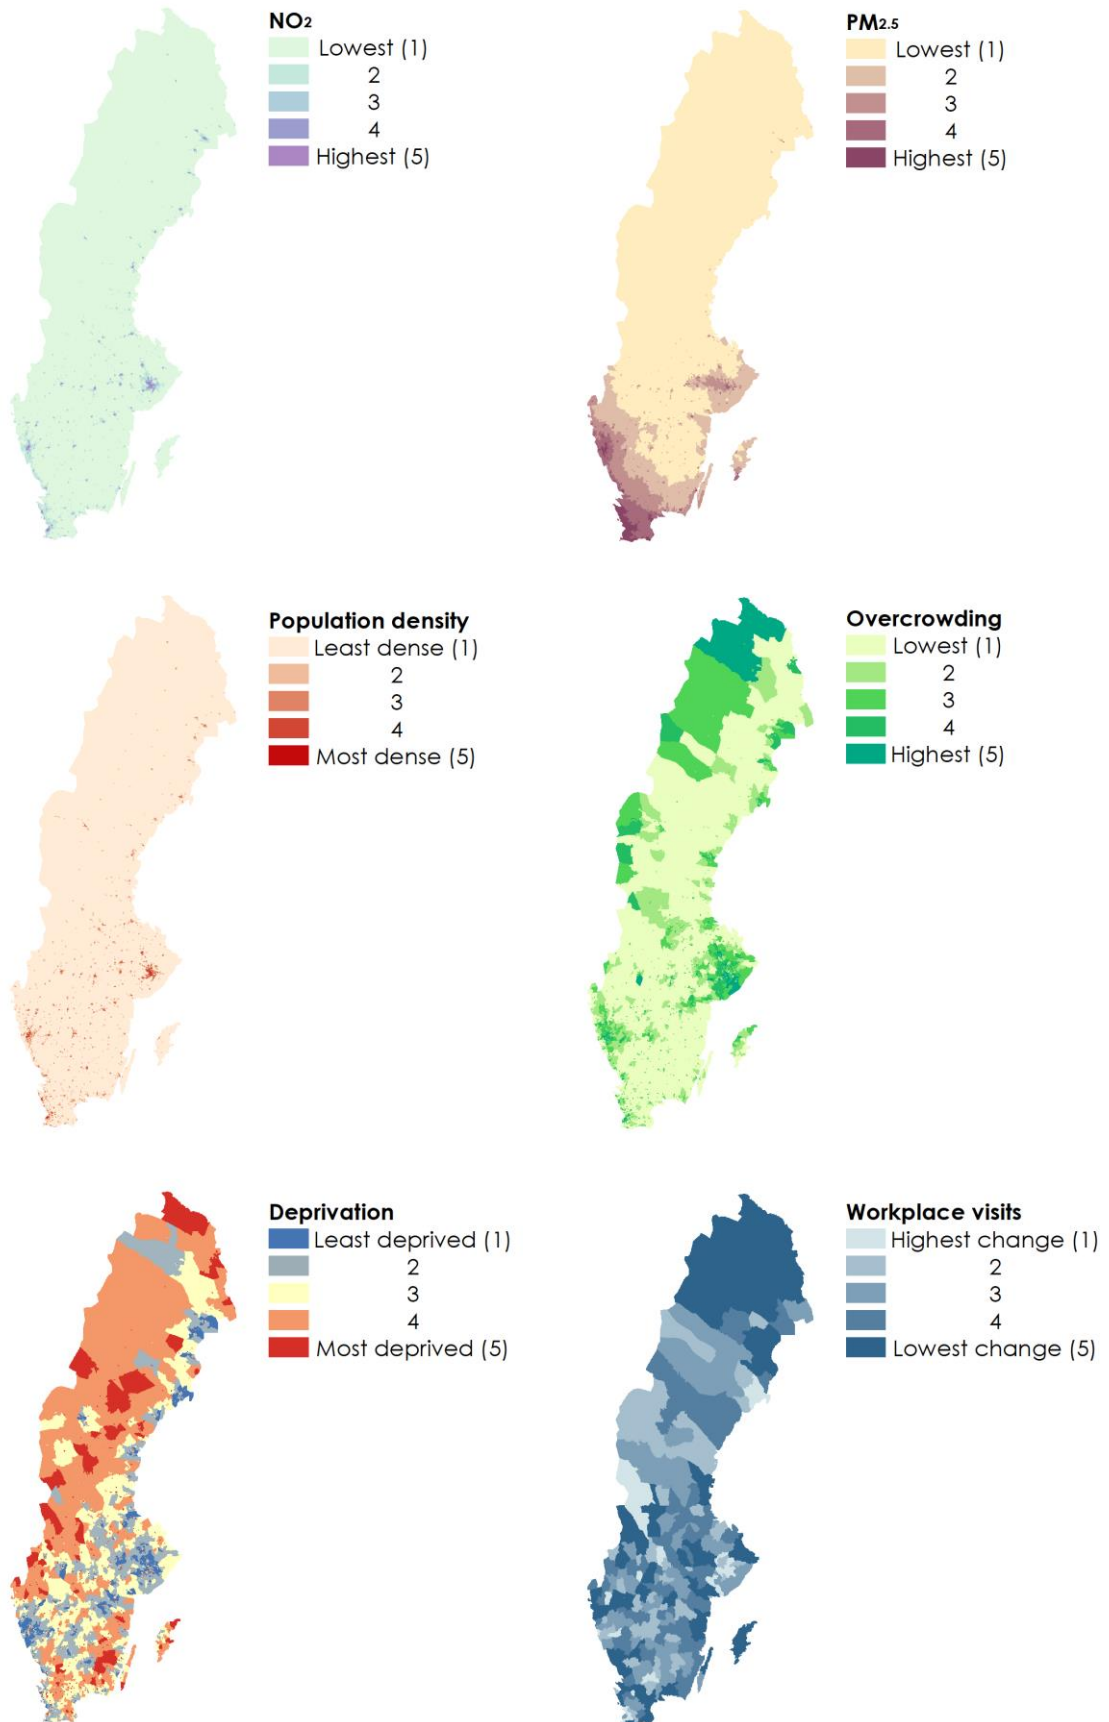 NO2
Lowest (1)
2
3
4
Highest (5)
PM2.5
Lowest (1)
2
3
4
Highest (5)
Population density
Least dense (1)
2
3
4
Most dense (5)
Overcrowding
Lowest (1)
2
3
4
Highest (5)
Deprivation
Least deprived (1)
2
3
4
Most deprived (5)
Workplace visits
Highest change (1)
2
3
4
Lowest change (5)